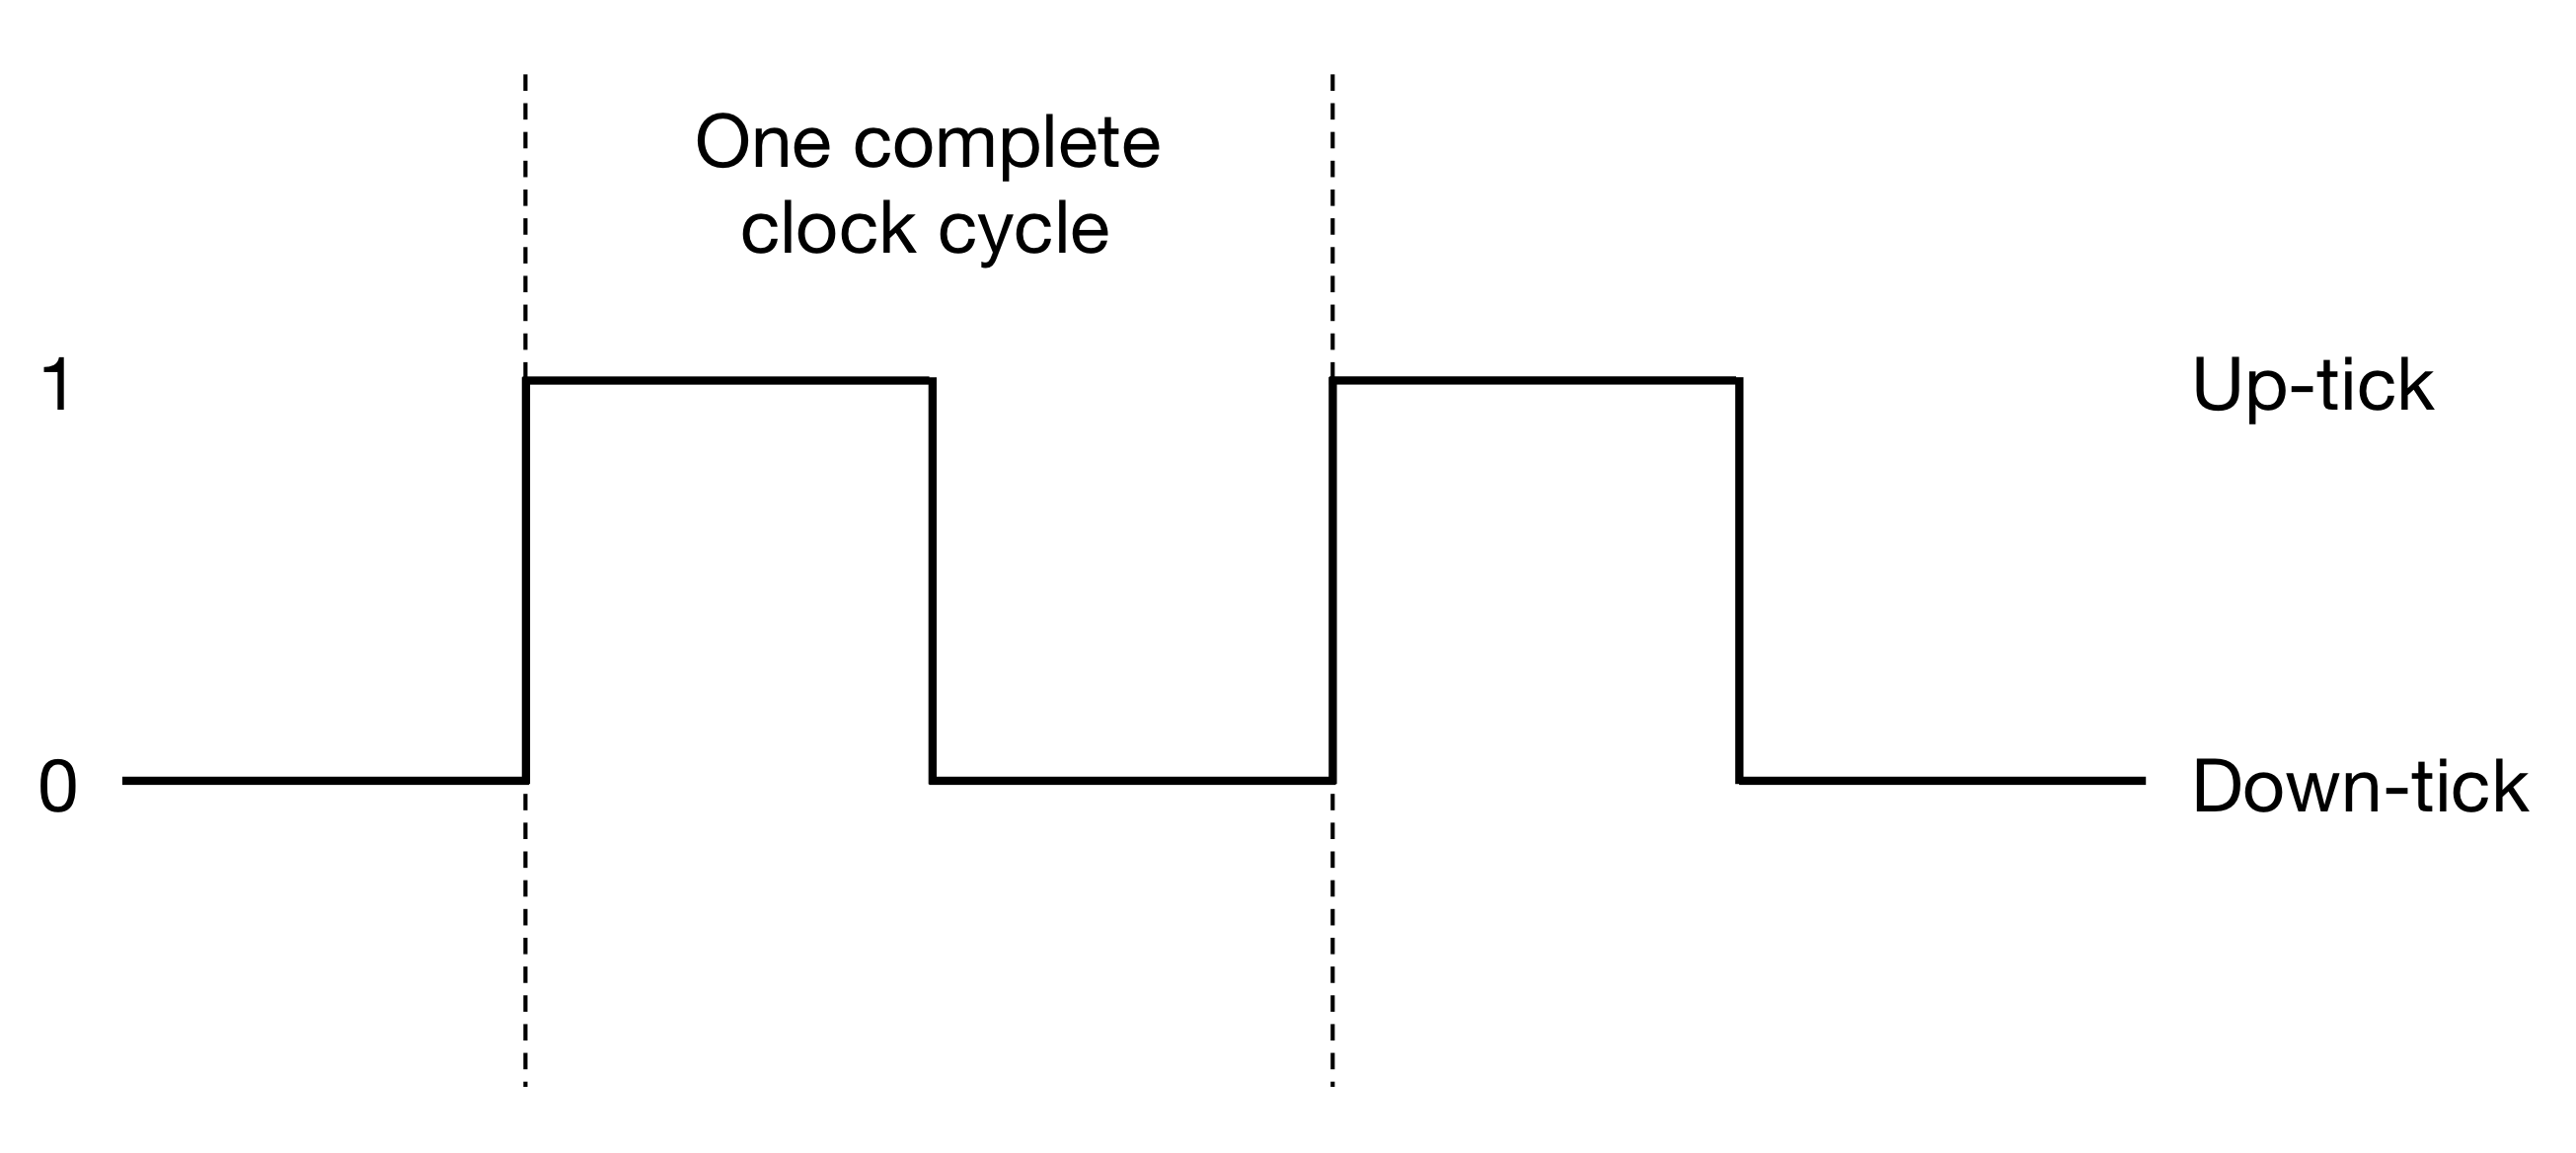 One complete
clock cycle
1
Up-tick
0
Down-tick